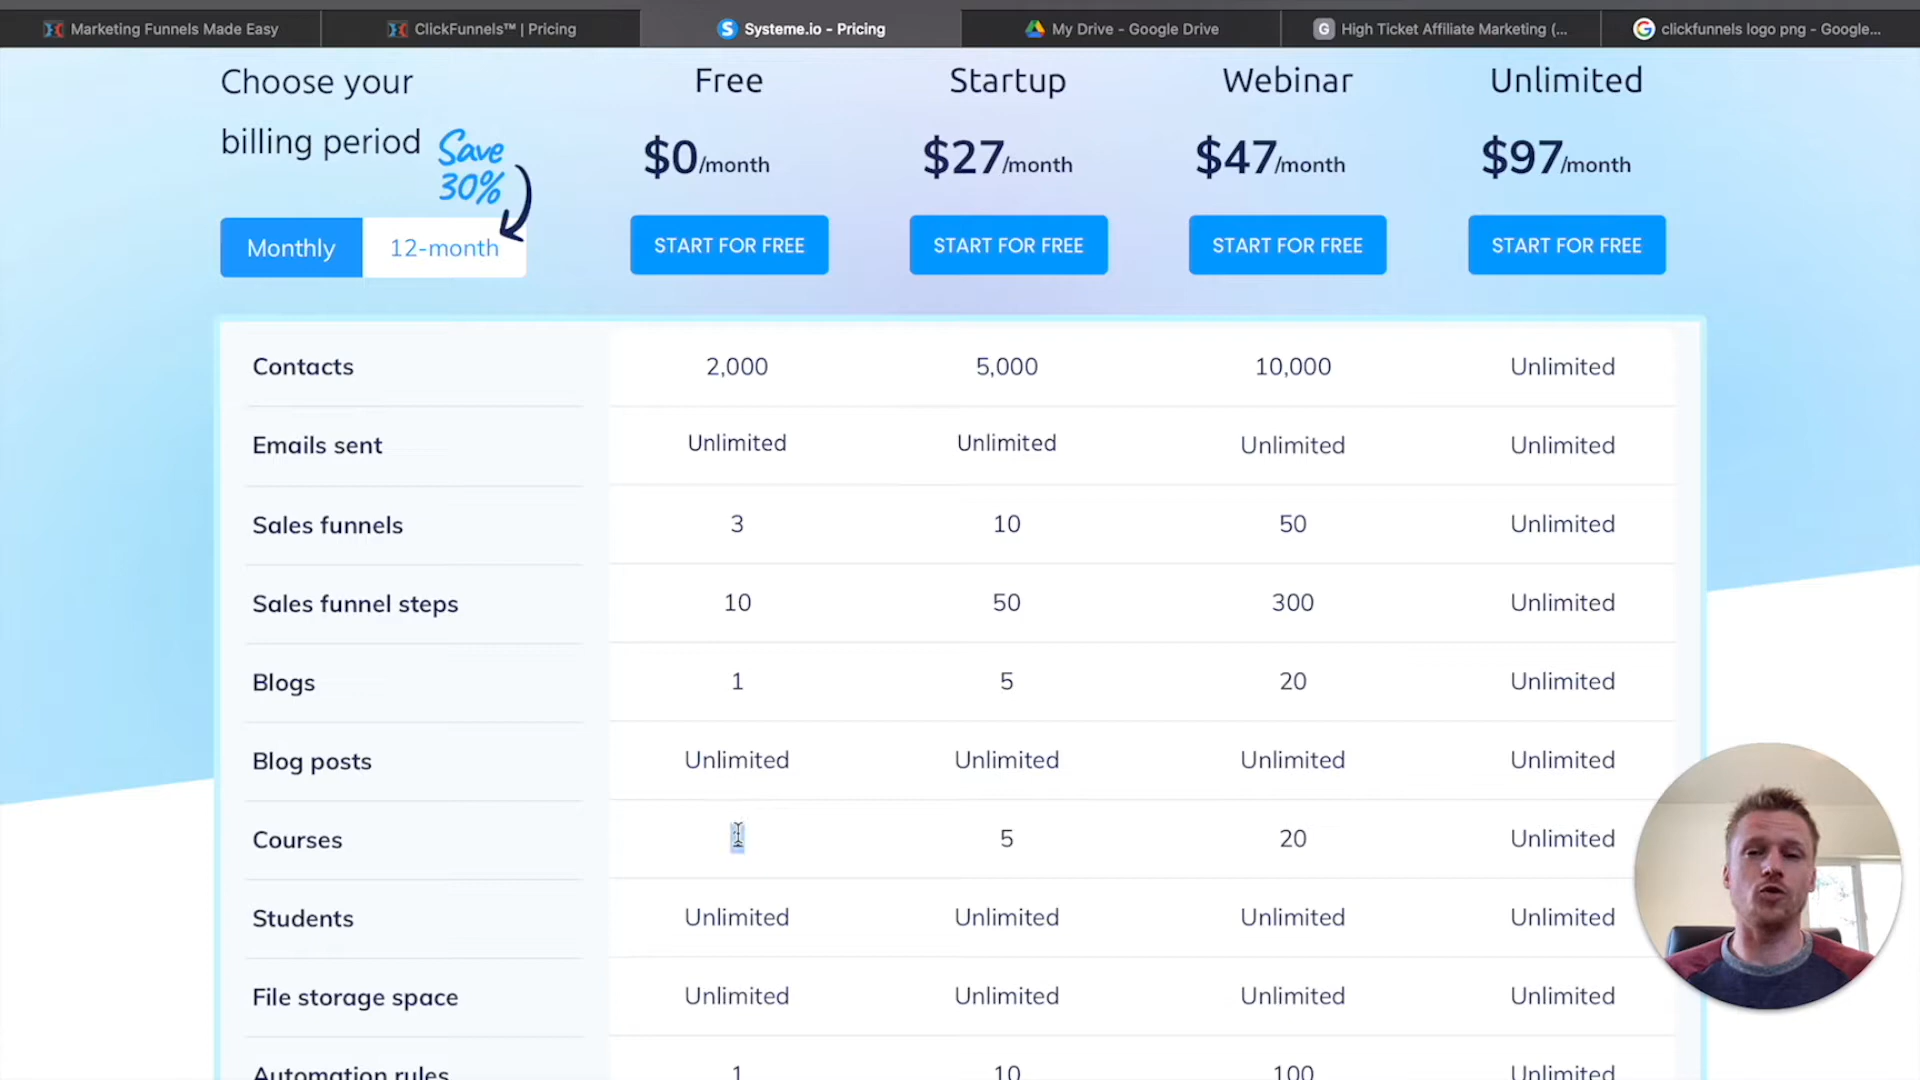 Marketing Funnels Made Easy
ClickFunnels™ | Pricing
Systeme.io - Pricing
My Drive - Google Drive
High Ticket Affiliate Marketing (...
clickfunnels logo png - Google...
Choose your
billing period
Save
30%
Monthly
12-month
Free
Startup
Webinar
Unlimited
$0/month
$27/month
$47/month
$97/month
START FOR FREE
START FOR FREE
START FOR FREE
START FOR FREE
Contacts
2,000
5,000
10,000
Unlimited
Emails sent
Unlimited
Unlimited
Unlimited
Unlimited
Sales funnels
3
10
50
Unlimited
Sales funnel steps
10
50
300
Unlimited
Blogs
1
5
20
Unlimited
Blog posts
Unlimited
Unlimited
Unlimited
Unlimited
Courses
5
20
Unlimited
Students
Unlimited
Unlimited
Unlimited
Unlimited
File storage space
Unlimited
Unlimited
Unlimited
Unlimited
Automation rules
1
10
100
Unlimited